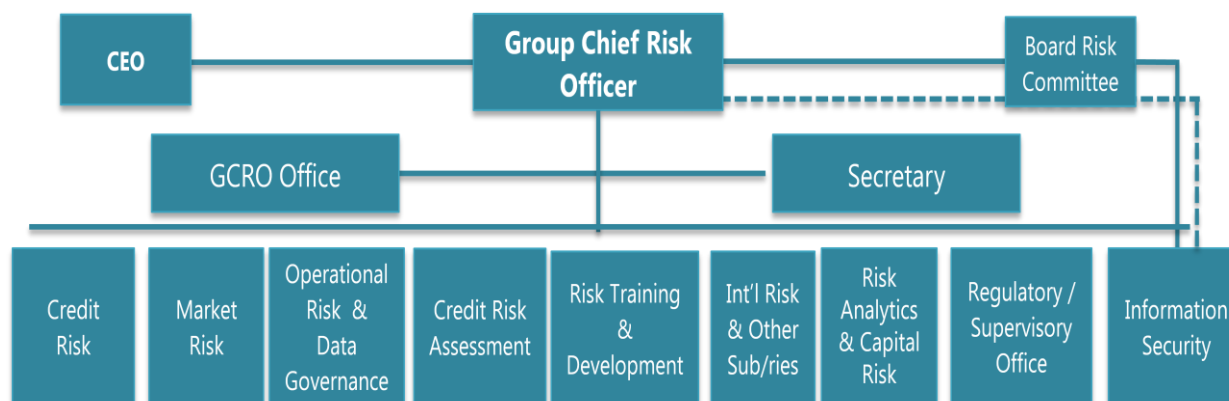 CEO
Group Chief Risk
Officer
Board Risk
Committee
GCRO Office
Secretary
Credit
Risk
Market
Risk
Operational
Risk & 
Data
Governance
Credit Risk
Assessment
Risk Training
&
Development
Int'l Risk
& Other
Sub/ries
Risk
Analytics
& Capital
Risk
Regulatory /
Supervisory
Office
Information
Security